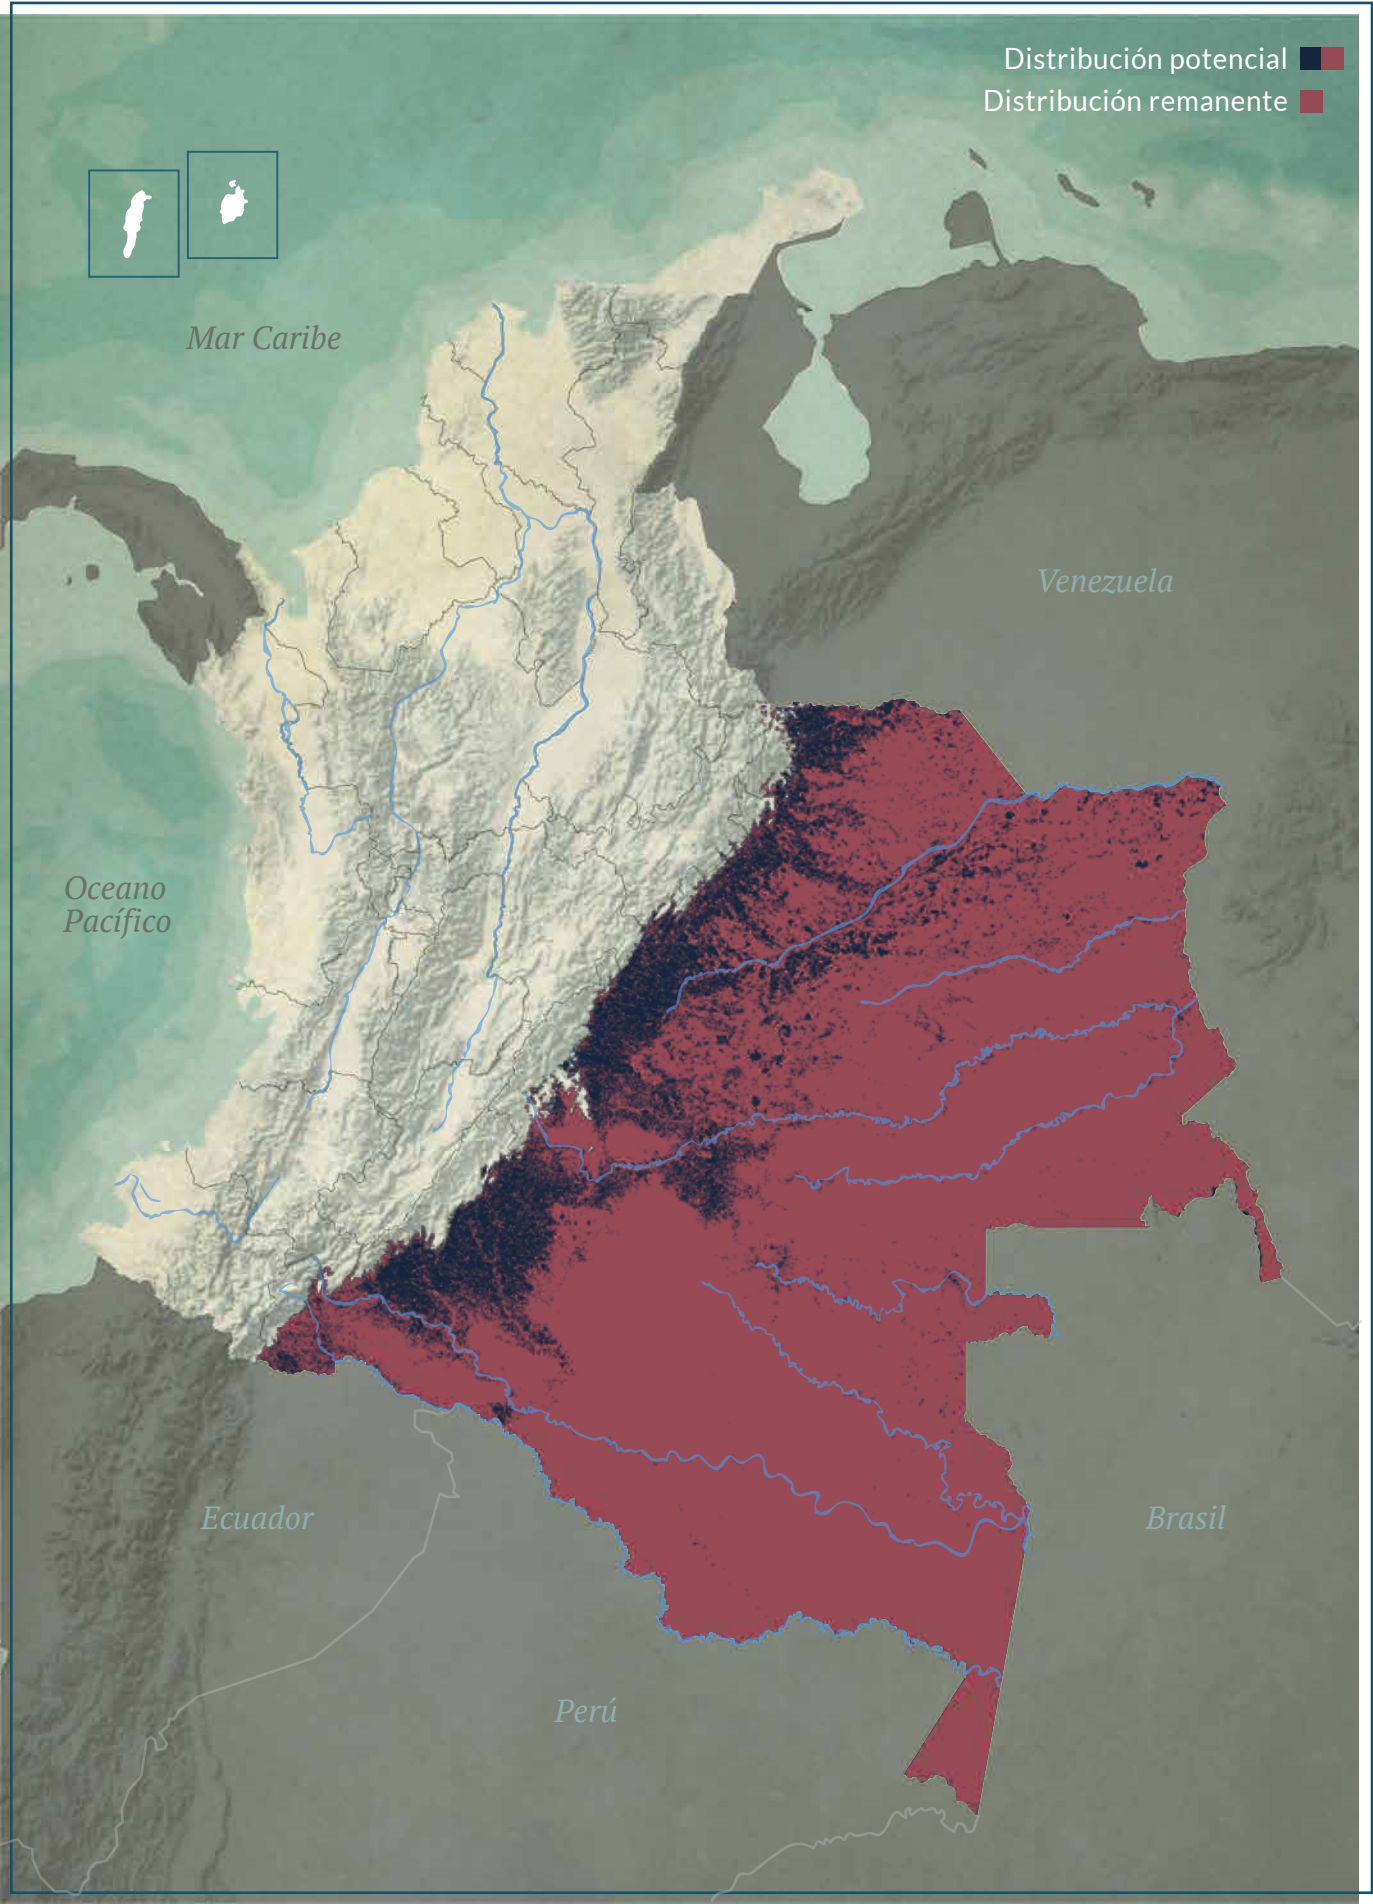 Distribución potencial
Distribución remanente
Mar Caribe
Venezuela
Oceano
Pacífico
Ecuador
Brasil
Perú